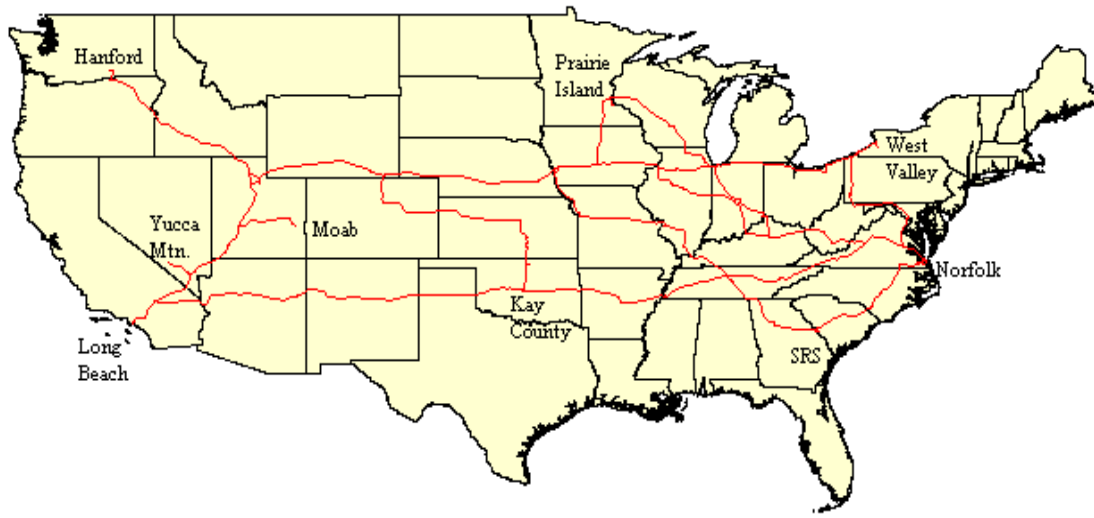 Hanford
Prairie
Island
West
Valley
Yucca
Mtn.
Moab
Norfolk
Kay
County
Long
Beach
SRS